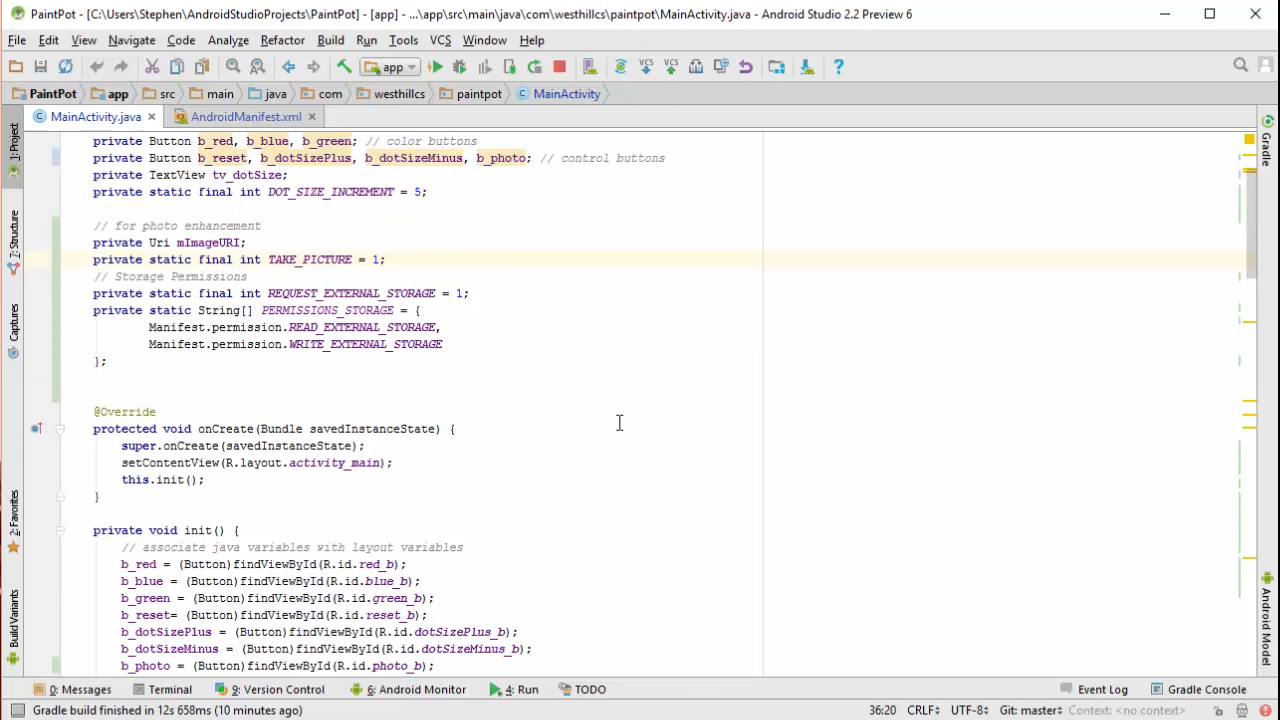 PaintPot - [C:\Users\Stephen\AndroidStudioProjects\PaintPot] - [app] - ...\app\src\main\java\com\westhillcs\paintpot\MainActivity.java - Android Studio 2.2 Preview 6
File Edit View Navigate Code Analyze Refactor Build Run Tools VCS Window Help
app
PaintPot app src main java com westhillcs paintpot MainActivity
MainActivity.java AndroidManifest.xml
private Button b_red, b_blue, b_green; // color buttons
private Button b_reset, b_dotSizePlus, b_dotSizeMinus, b_photo; // control buttons
private TextView tv_dotSize;
private static final int DOT_SIZE_INCREMENT = 5;
// for photo enhancement
private Uri mImageURI;
private static final int TAKE_PICTURE = 1;
// Storage Permissions
private static final int REQUEST_EXTERNAL_STORAGE = 1;
private static String[] PERMISSIONS_STORAGE = {
Manifest.permission.READ_EXTERNAL_STORAGE,
Manifest.permission.WRITE_EXTERNAL_STORAGE
};
@Override
protected void onCreate(Bundle savedInstanceState) {
super.onCreate(savedInstanceState);
setContentView(R.layout.activity_main);
this.init();
}
private void init() {
// associate java variables with layout variables
b_red = (Button)findViewById(R.id.red_b);
b_blue = (Button)findViewById(R.id.blue_b);
b_green = (Button)findViewById(R.id.green_b);
b_reset= (Button)findViewById(R.id.reset_b);
b_dotSizePlus = (Button)findViewById(R.id.dotSizePlus_b);
b_dotSizeMinus = (Button)findViewById(R.id.dotSizeMinus_b);
b_photo = (Button)findViewById(R.id.photo_b);
1: Project
7: Structure
Captures
2: Favorites
Build Variants
Gradle
Android Model
0: Messages Terminal 9: Version Control 6: Android Monitor 4: Run TODO Event Log Gradle Console
Gradle build finished in 12s 658ms (10 minutes ago) 36:20 CRLF UTF-8 Git: master Context: <no context>